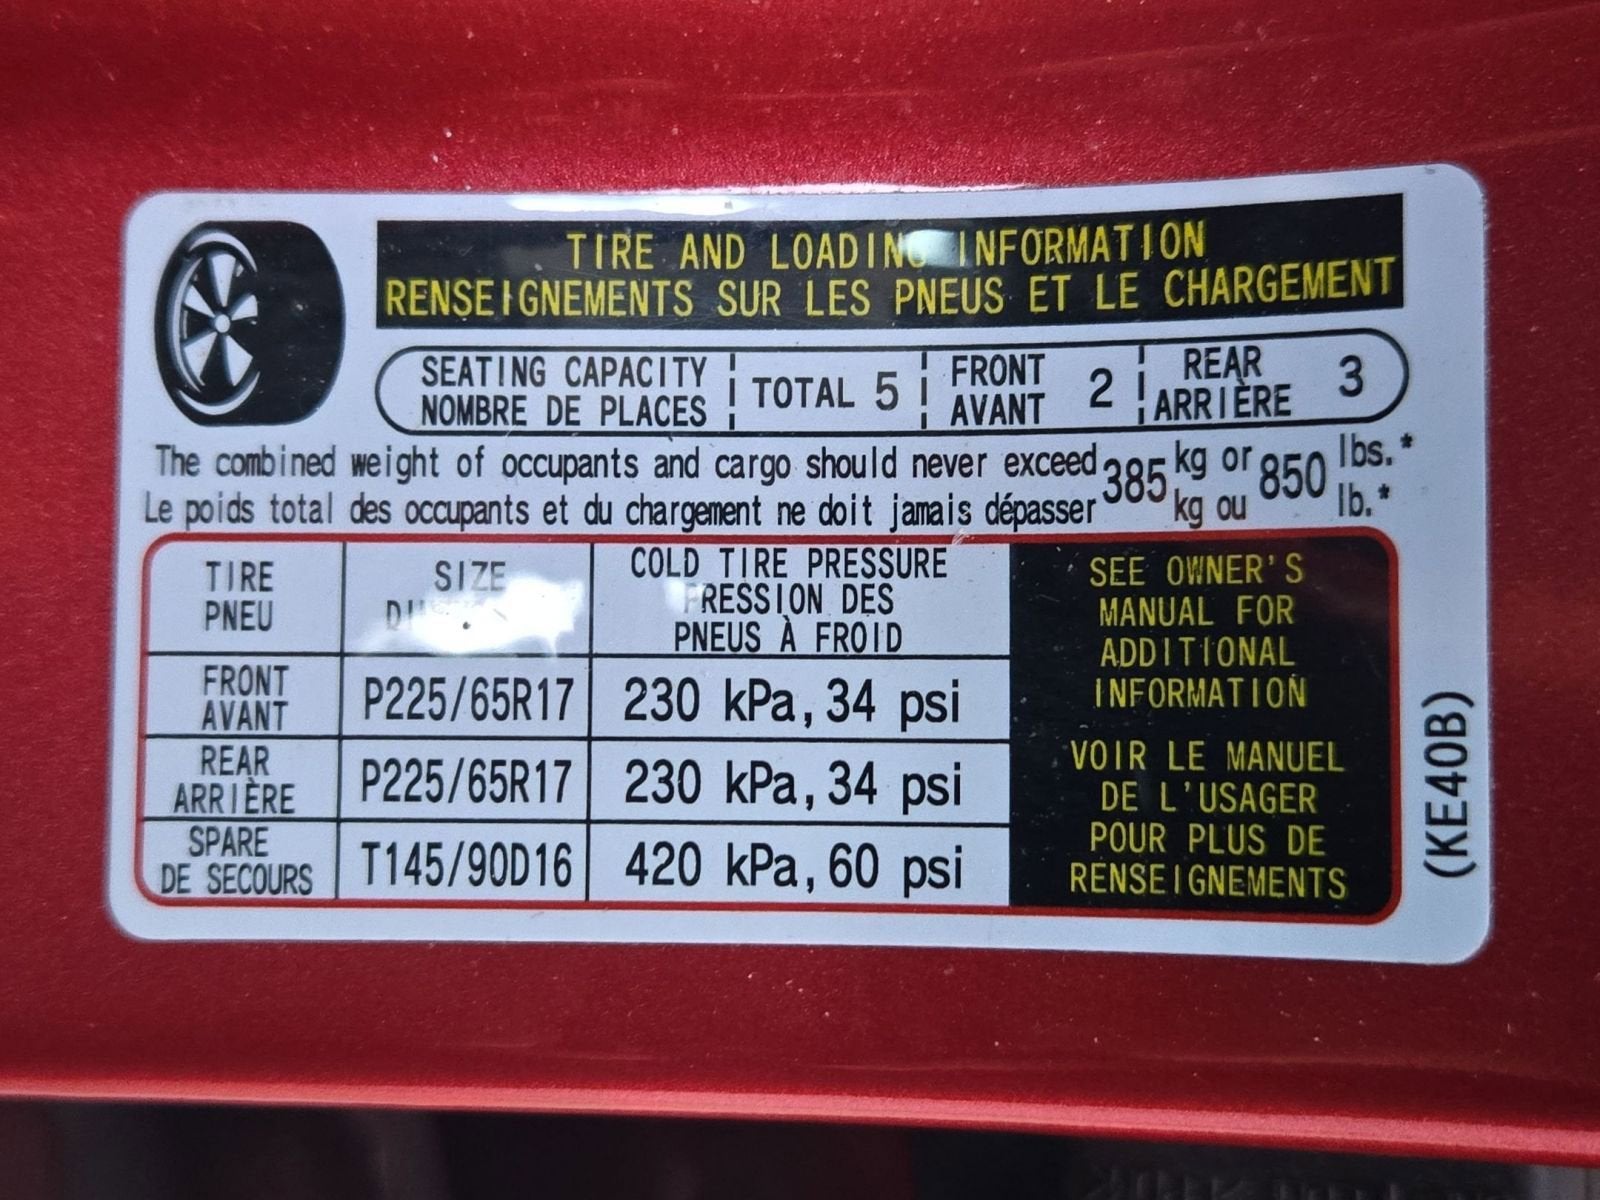 TIRE AND LOADING INFORMATION
RENSEIGNEMENTS SUR LES PNEUS ET LE CHARGEMENT
SEATING CAPACITY TOTAL 5 FRONT 2 REAR 3
NOMBRE DE PLACES AVANT ARRIÈRE
The combined weight of occupants and cargo should never exceed 385 kg or 850 lbs.*
Le poids total des occupants et du chargement ne doit jamais dépasser kg ou lb.*
TIRE SIZE COLD TIRE PRESSURE
PNEU PRESSION DES
PNEUS À FROID
FRONT P225/65R17 230 kPa, 34 psi
AVANT
REAR P225/65R17 230 kPa, 34 psi
ARRIÈRE
SPARE T145/90D16 420 kPa, 60 psi
DE SECOURS
SEE OWNER'S
MANUAL FOR
ADDITIONAL
INFORMATION
VOIR LE MANUEL
DE L'USAGER
POUR PLUS DE
RENSEIGNEMENTS
(KE40B)